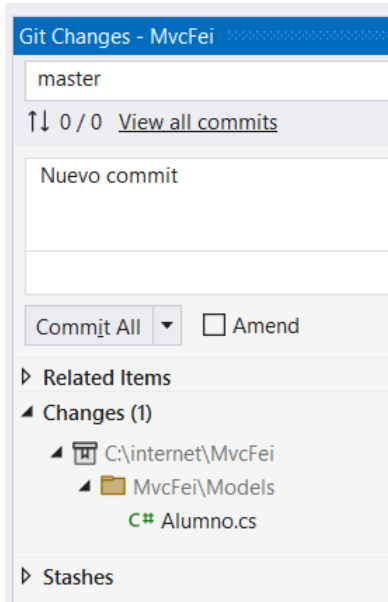 Git Changes - MvcFei
master
0 / 0 View all commits
Nuevo commit
Commit All Amend
Related Items
Changes (1)
C:\internet\MvcFei
MvcFei\Models
C# Alumno.cs
Stashes